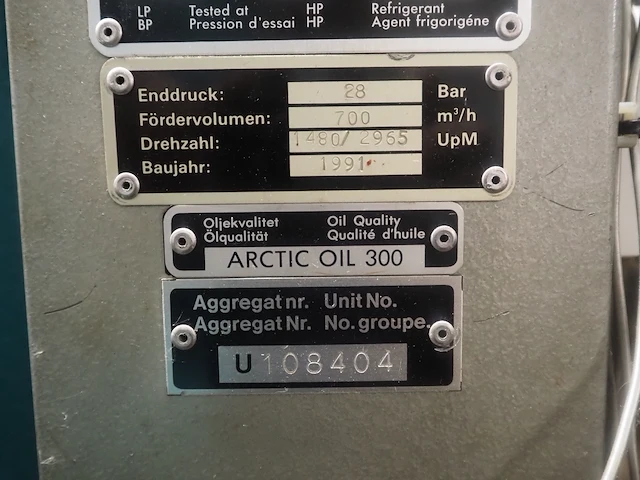 LP Tested at HP Refrigerant
BP Pression d'essai HP Agent frigorigéne
Enddruck: 28 Bar
Fördervolumen: 700 m³/h
Drehzahl: 1480/2965 UpM
Baujahr: 1991
Oljekvalitet Oil Quality
Ölqualität Qualité d'huile
ARCTIC OIL 300
Aggregat nr. Unit No.
Aggregat Nr. No. groupe.
U108404